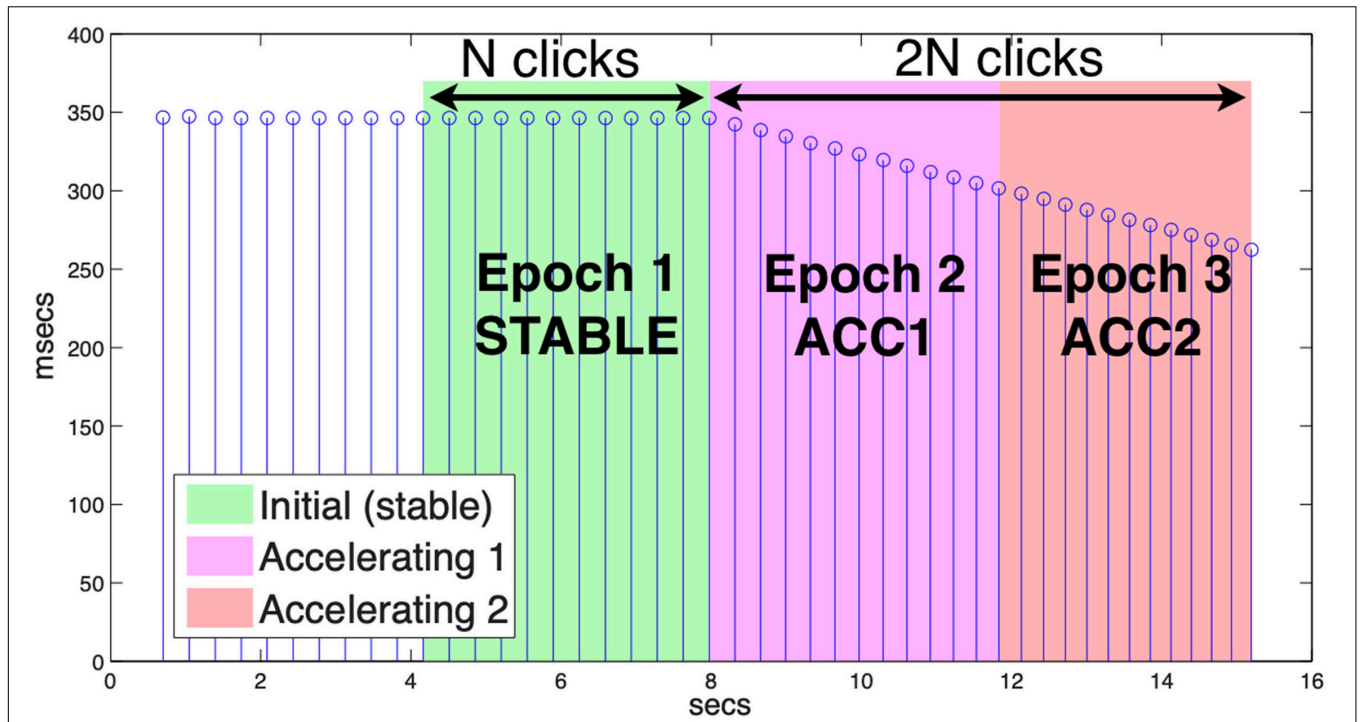 400
350
300
250
200
150
100
50
0
msecs
N clicks
2N clicks
Epoch 1
STABLE
Epoch 2
ACC1
Epoch 3
ACC2
Initial (stable)
Accelerating 1
Accelerating 2
0 2 4 6 8 10 12 14 16
secs